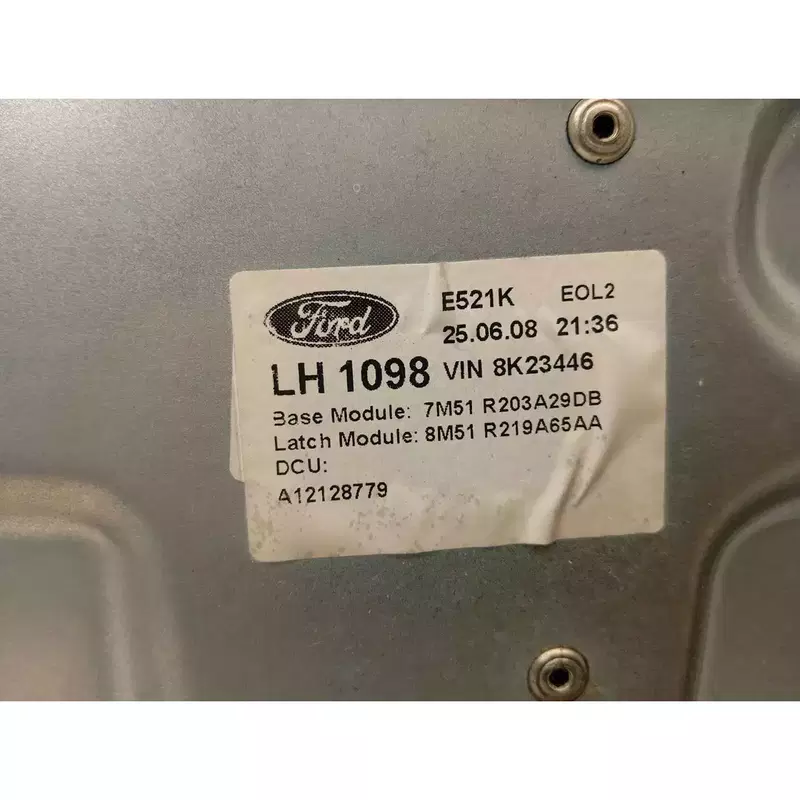 Ford
E521K EOL2
25.06.08 21:36
LH 1098 VIN 8K23446
Base Module: 7M51 R203A29DB
Latch Module: 8M51 R219A65AA
DCU:
A12128779